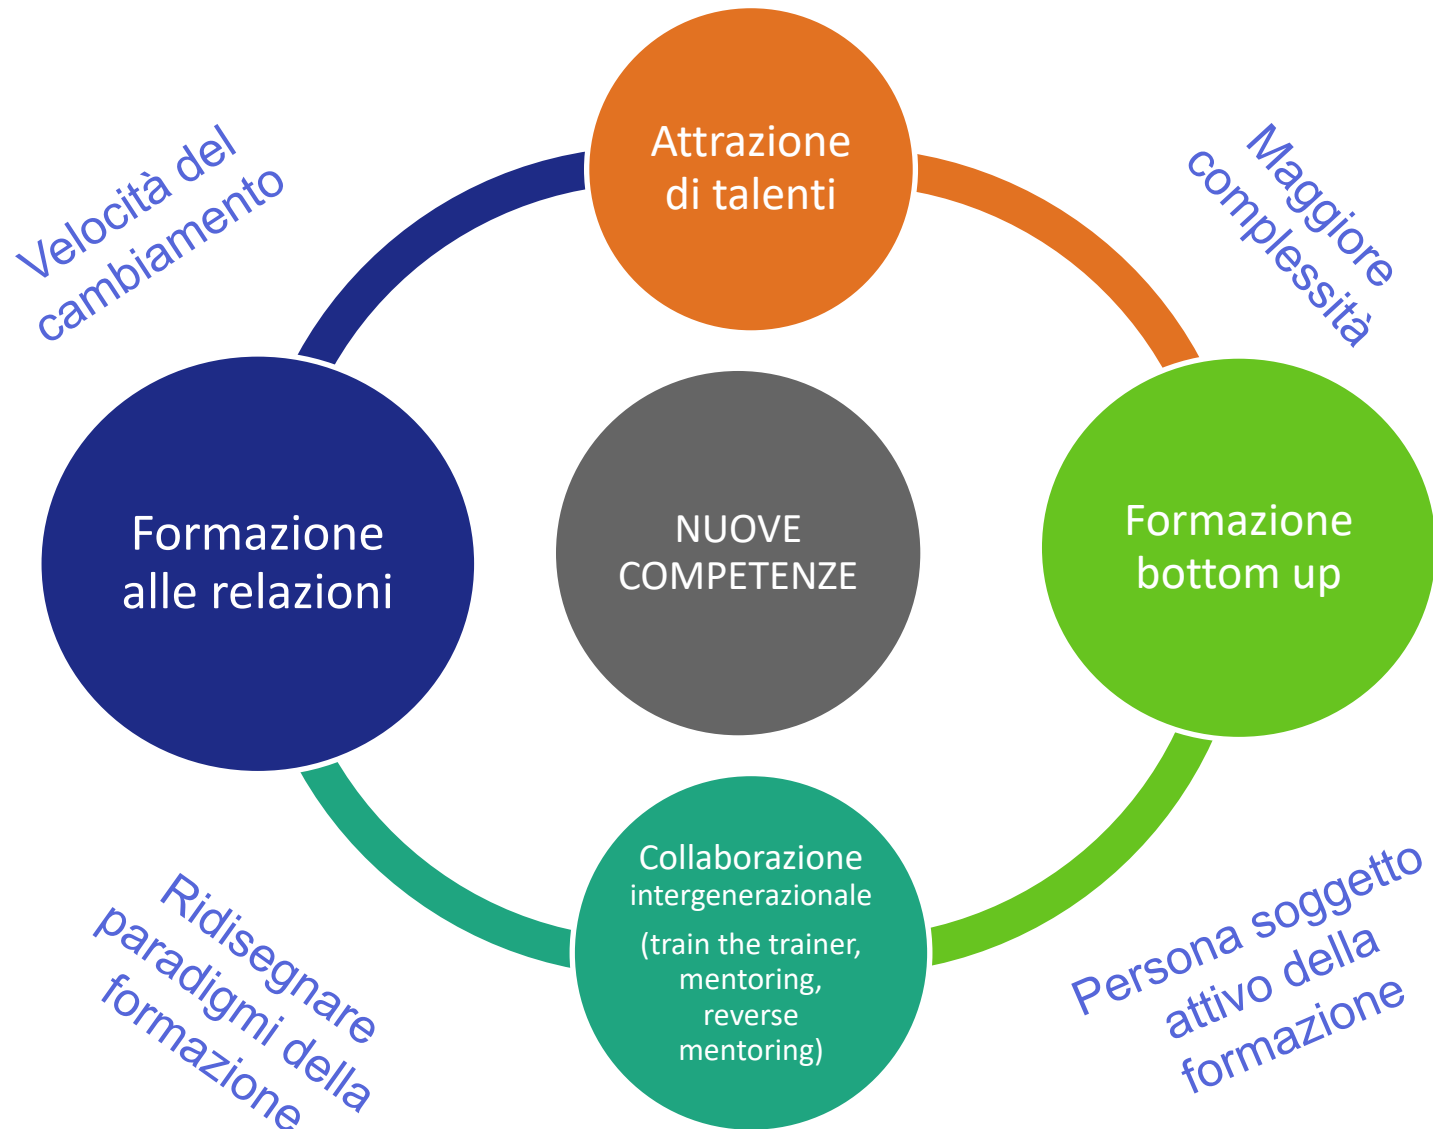 Velocità del
cambiamento
Attrazione
di talenti
Maggiore
complessità
Formazione
alle relazioni
NUOVE
COMPETENZE
Formazione
bottom up
Collaborazione
intergenerazionale
(train the trainer,
mentoring,
reverse
mentoring)
Ridisegnare
paradigmi della
formazione
Persona soggetto
attivo della
formazione